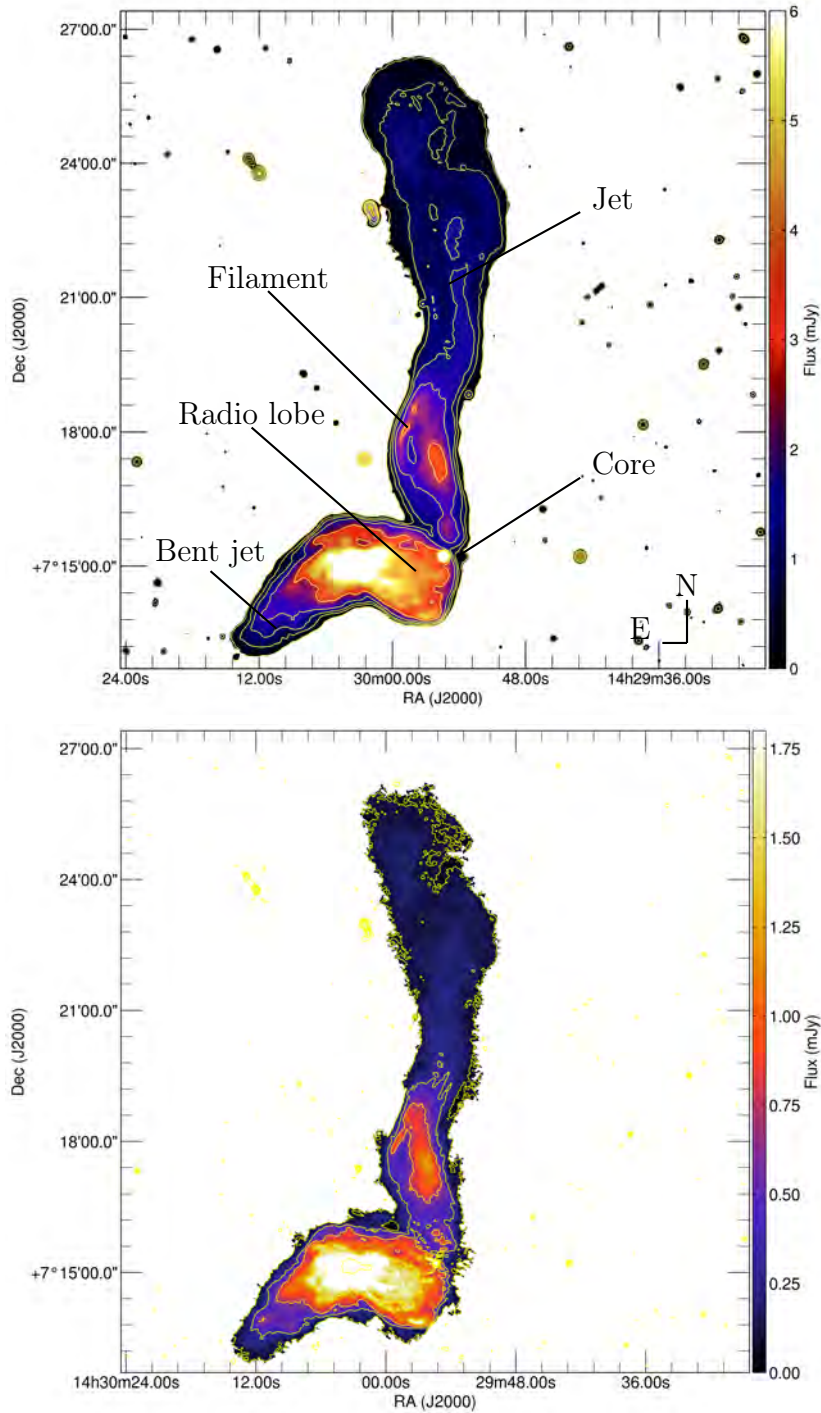 27'00.0"
24'00.0"
21'00.0"
18'00.0"
+7° 15'00.0"
Dec (J2000)
Jet
Filament
Radio lobe
Core
Bent jet
N
E
24.00s 12.00s 30m00.00s 48.00s 14h29m36.00s
RA (J2000)
6
5
4
3
2
1
0
Flux (mJy)
27'00.0"
24'00.0"
21'00.0"
18'00.0"
+7° 15'00.0"
Dec (J2000)
14h30m24.00s 12.00s 00.00s 29m48.00s 36.00s
RA (J2000)
1.75
1.50
1.25
1.00
0.75
0.50
0.25
0.00
Flux (mJy)